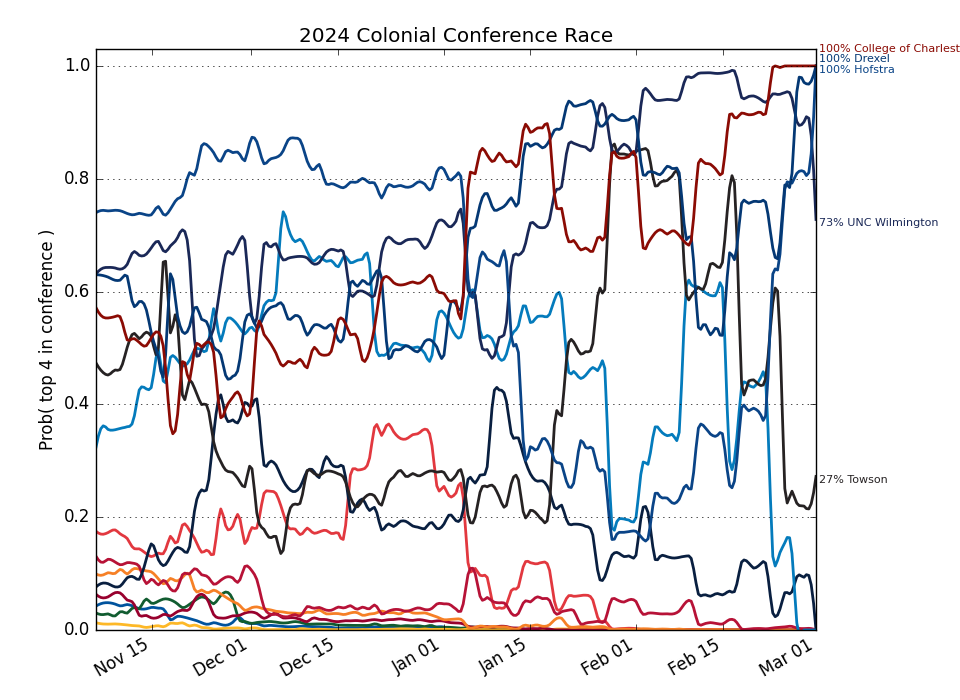 2024 Colonial Conference Race
100% College of Charlest
100% Drexel
100% Hofstra
73% UNC Wilmington
27% Towson
Prob( top 4 in conference )
1.0
0.8
0.6
0.4
0.2
0.0
Nov 15
Dec 01
Dec 15
Jan 01
Jan 15
Feb 01
Feb 15
Mar 01